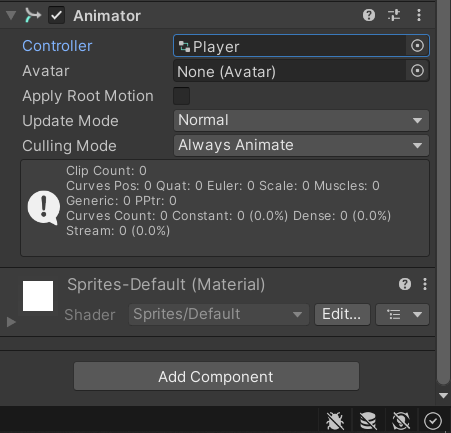 Animator
Controller Player
Avatar None (Avatar)
Apply Root Motion
Update Mode Normal
Culling Mode Always Animate
Clip Count: 0
Curves Pos: 0 Quat: 0 Euler: 0 Scale: 0 Muscles: 0
Generic: 0 PPtr: 0
Curves Count: 0 Constant: 0 (0.0%) Dense: 0 (0.0%)
Stream: 0 (0.0%)
Sprites-Default (Material)
Shader Sprites/Default Edit...
Add Component